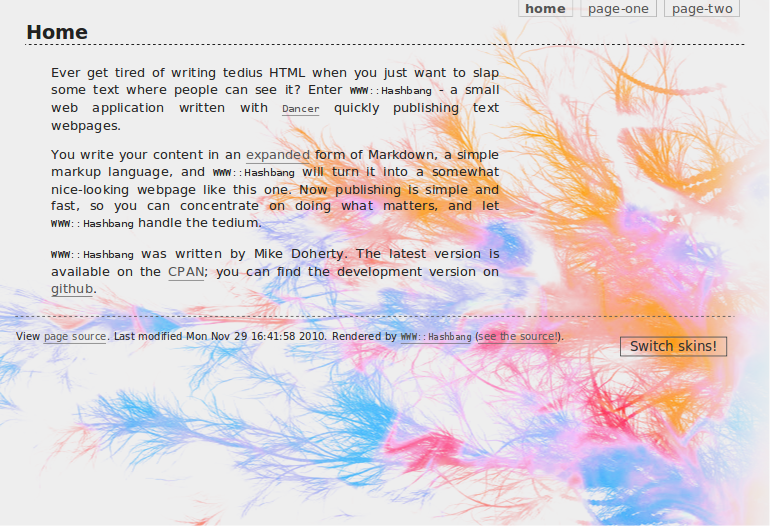 home page-one page-two
Home
Ever get tired of writing tedius HTML when you just want to slap
some text where people can see it? Enter WWW::Hashbang - a small
web application written with Dancer quickly publishing text
webpages.
You write your content in an expanded form of Markdown, a simple
markup language, and WWW::Hashbang will turn it into a somewhat
nice-looking webpage like this one. Now publishing is simple and
fast, so you can concentrate on doing what matters, and let
WWW::Hashbang handle the tedium.
WWW::Hashbang was written by Mike Doherty. The latest version is
available on the CPAN; you can find the development version on
github.
View page source. Last modified Mon Nov 29 16:41:58 2010. Rendered by WWW::Hashbang (see the source!).
Switch skins!